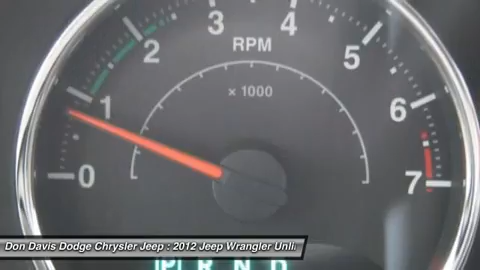 3 4
2 5
RPM
× 1000
1 6
0 7
Don Davis Dodge Chrysler Jeep : 2012 Jeep Wrangler Unli.
[P] R N D